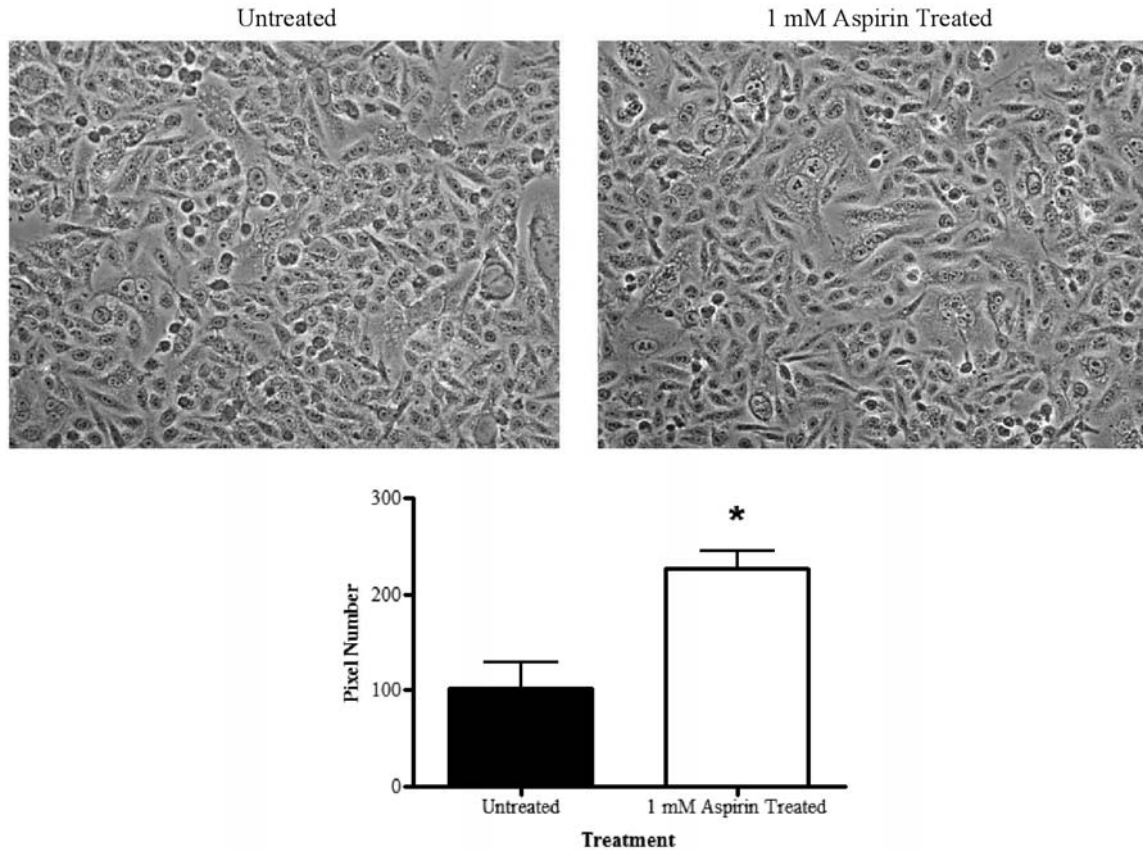 Untreated
1 mM Aspirin Treated
300
*
200
Pixel Number
100
0
Untreated
1 mM Aspirin Treated
Treatment